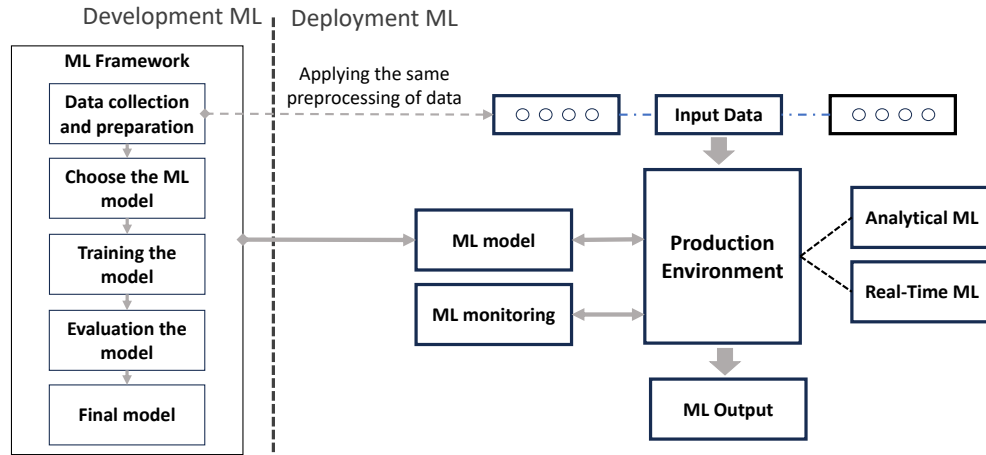 Development ML
Deployment ML
ML Framework
Data collection
and preparation
Choose the ML
model
Training the
model
Evaluation the
model
Final model
Applying the same
preprocessing of data
Input Data
ML model
ML monitoring
Production
Environment
Analytical ML
Real-Time ML
ML Output